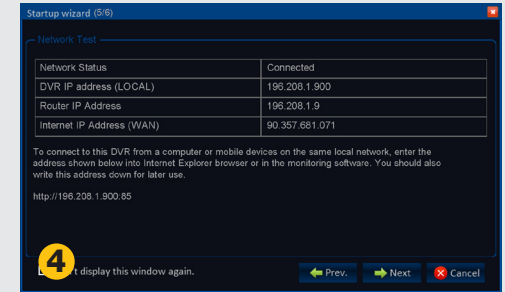 Startup wizard (5/6)
Network Test
Network Status Connected
DVR IP address (LOCAL) 196.208.1.900
Router IP Address 196.208.1.9
Internet IP Address (WAN) 90.357.681.071
To connect to this DVR from a computer or mobile devices on the same local network, enter the
address shown below into Internet Explorer browser or in the monitoring software. You should also
write this address down for later use.
http://196.208.1.900:85
4
t display this window again.
Prev. Next Cancel